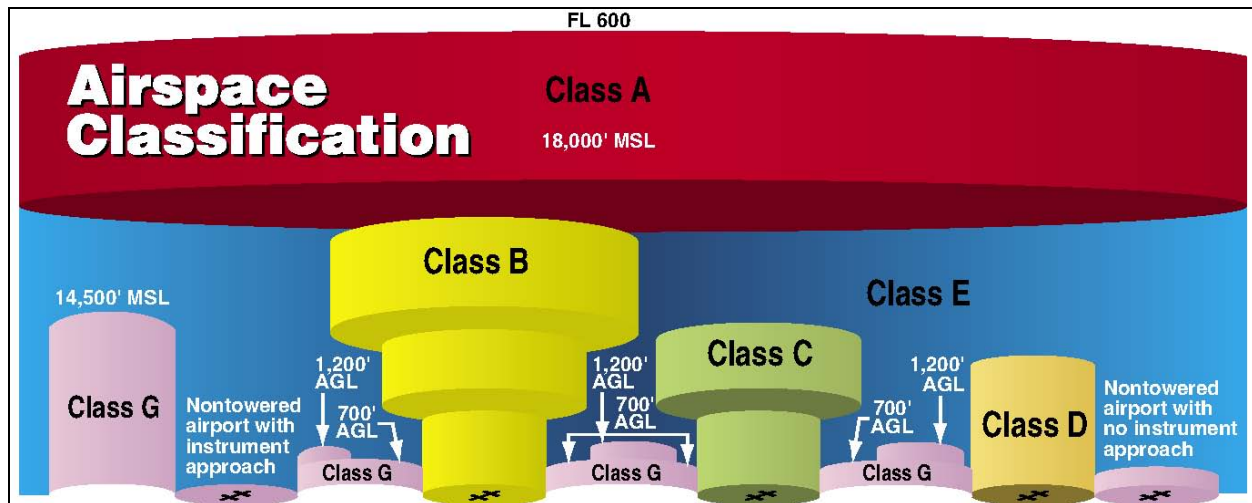 FL 600
Airspace
Classification
Class A
18,000' MSL
Class B
Class E
14,500' MSL
Class C
1,200'
AGL
1,200'
AGL
1,200'
AGL
Class G
Nontowered
airport with
instrument
approach
700'
AGL
700'
AGL
700'
AGL
Class D
Nontowered
airport with
no instrument
approach
Class G
Class G
Class G